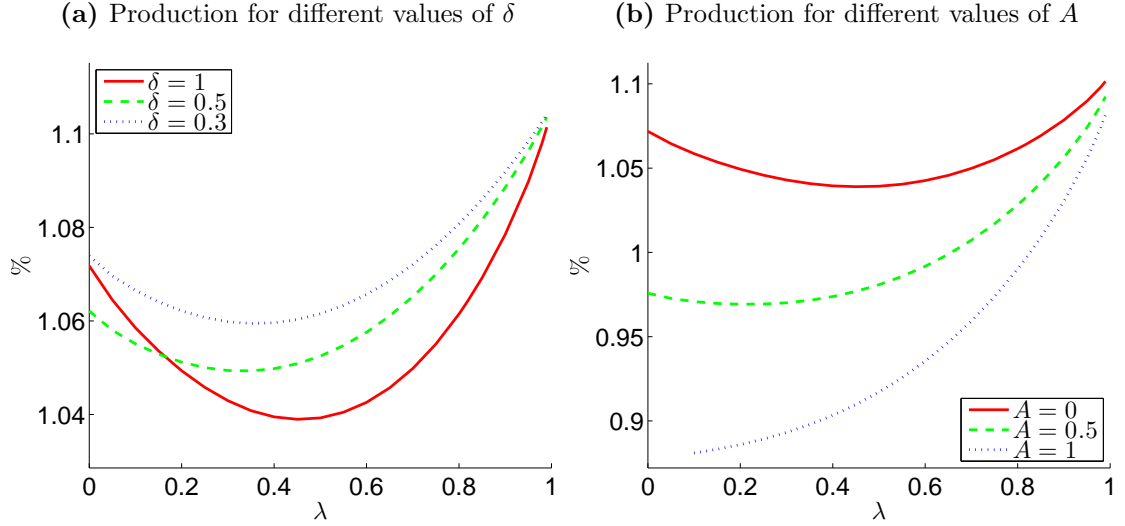 (a) Production for different values of δ
δ = 1
δ = 0.5
δ = 0.3
1.1
1.08
1.06
1.04
%
0 0.2 0.4 0.6 0.8 1
λ
(b) Production for different values of A
1.1
1.05
1
0.95
0.9
%
A = 0
A = 0.5
A = 1
0 0.2 0.4 0.6 0.8 1
λ